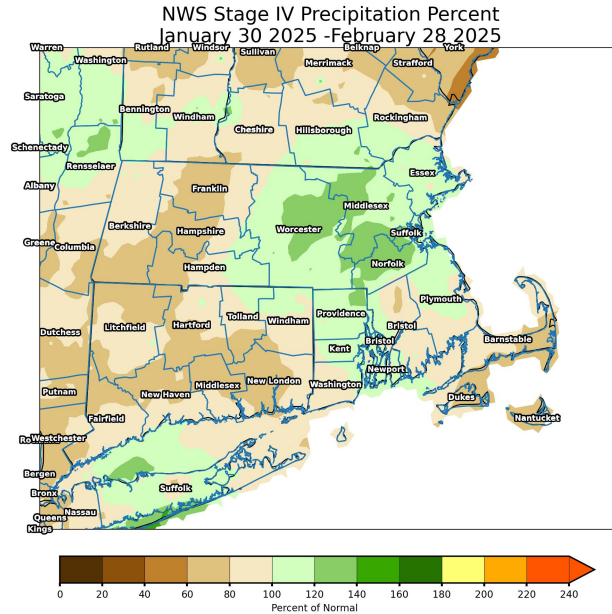 NWS Stage IV Precipitation Percent
January 30 2025 -February 28 2025
Warren Rutland Windsor Sullivan Belknap York
Washington Merrimack Strafford
Saratoga
Bennington Windham Rockingham
Cheshire Hillsborough
Schenectady
Rensselaer Essex
Albany Franklin
Middlesex
Berkshire Hampshire Worcester Suffolk
Greene Columbia
Hampden Norfolk
Plymouth
Tolland Providence
Dutchess Litchfield Hartford Windham Bristol
Kent Bristol Barnstable
Newport
Putnam New Haven Middlesex New London Washington Dukes
Fairfield Nantucket
Ro Westchester
Bergen
Bronx Suffolk
Queens Nassau
Kings
0 20 40 60 80 100 120 140 160 180 200 220 240
Percent of Normal